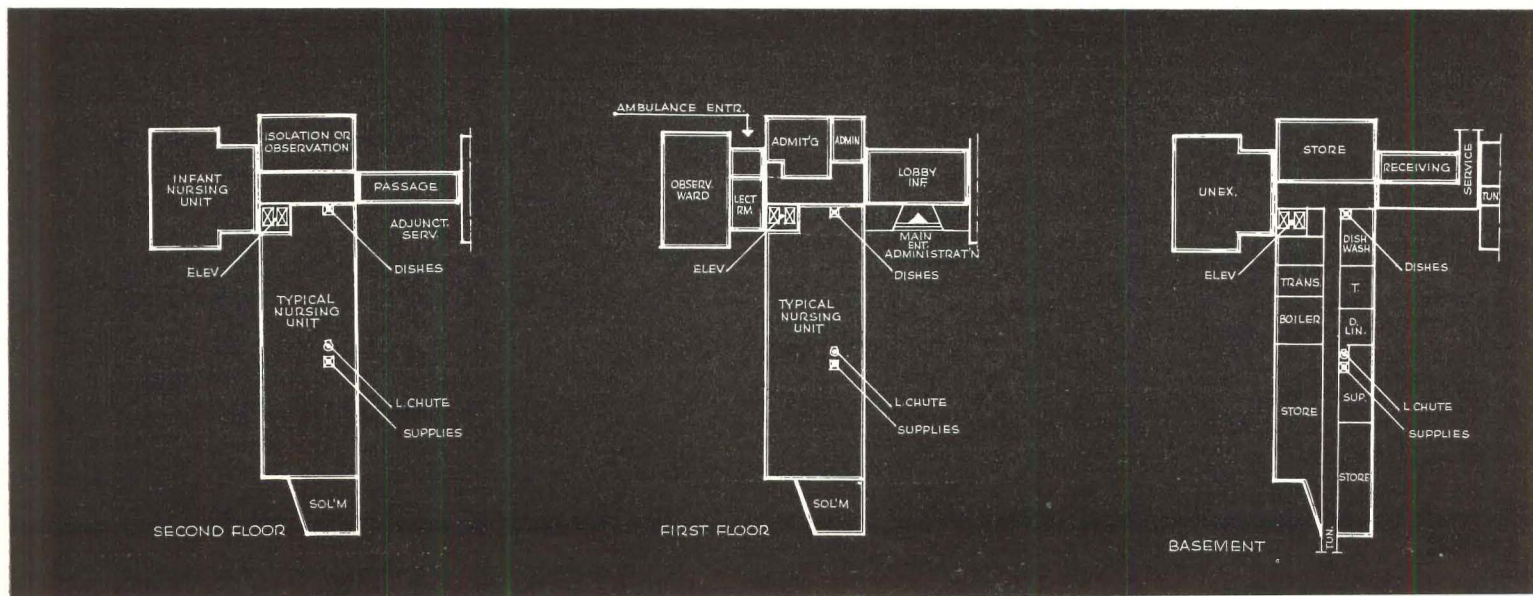 ISOLATION OR
OBSERVATION
INFANT
NURSING
UNIT
PASSAGE
ADJUNCT.
SERV.
ELEV
DISHES
TYPICAL
NURSING
UNIT
L.CHUTE
SUPPLIES
SOL'M
SECOND FLOOR
AMBULANCE ENTR.
ADMIT'G
ADMIN
OBSERV.
WARD
LECT
RM
LOBBY
INF.
MAIN
ENT.
ADMINISTRAT'N
ELEV
DISHES
TYPICAL
NURSING
UNIT
L.CHUTE
SUPPLIES
SOL'M
FIRST FLOOR
STORE
RECEIVING
SERVICE
UNEX.
TUN.
DISH
WASH
ELEV
DISHES
TRANS.
T.
BOILER
D.
LIN.
STORE
SUP.
L.CHUTE
SUPPLIES
STORE
TUN.
BASEMENT